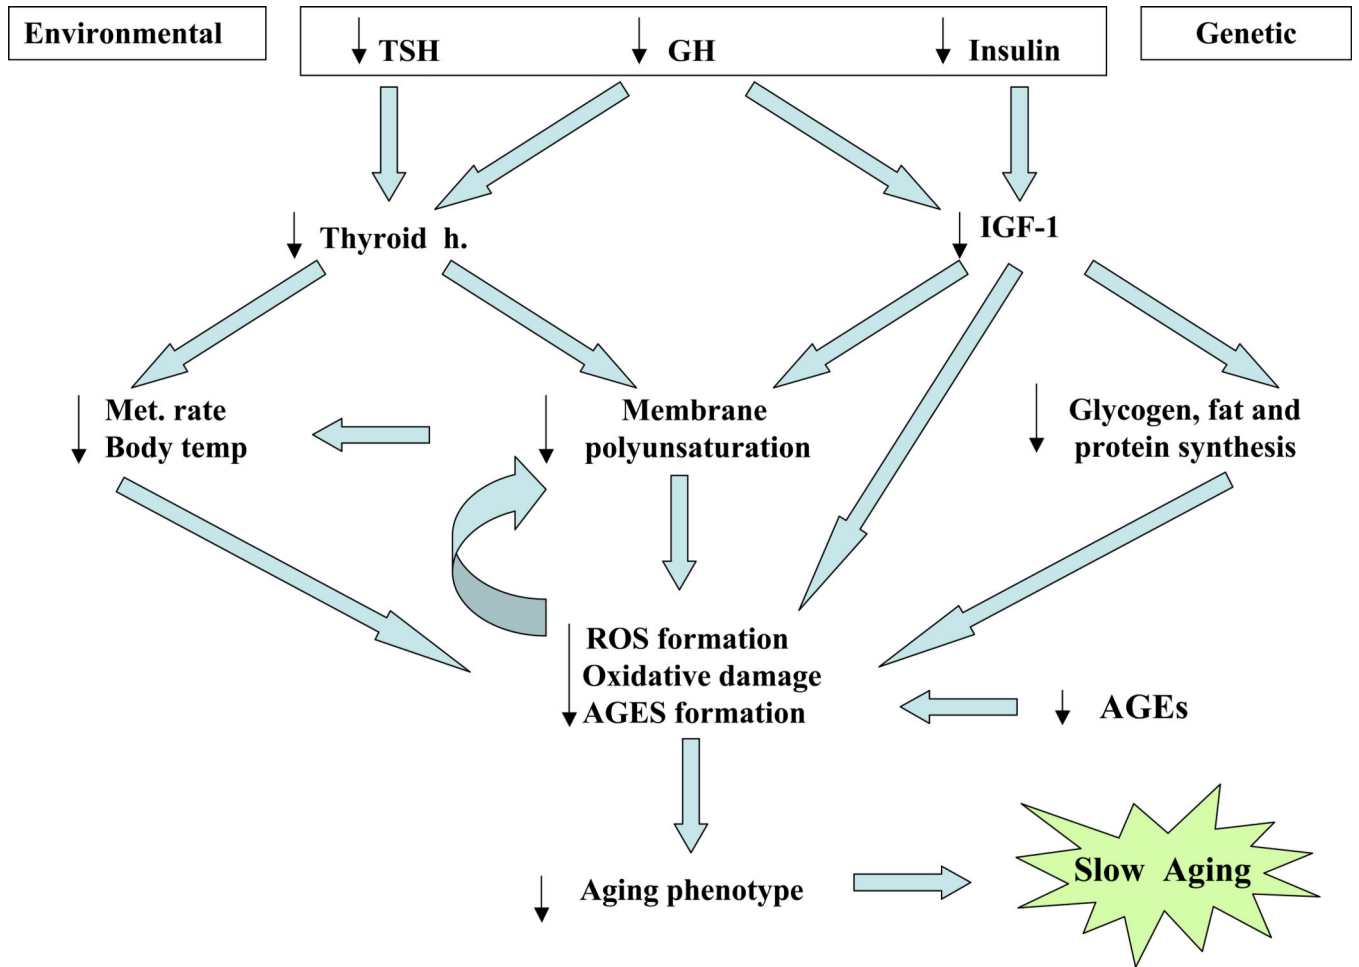 Environmental
TSH
GH
Insulin
Genetic
Thyroid h.
IGF-1
Met. rate
Body temp
Membrane
polyunsaturation
Glycogen, fat and
protein synthesis
ROS formation
Oxidative damage
AGES formation
AGEs
Aging phenotype
Slow Aging